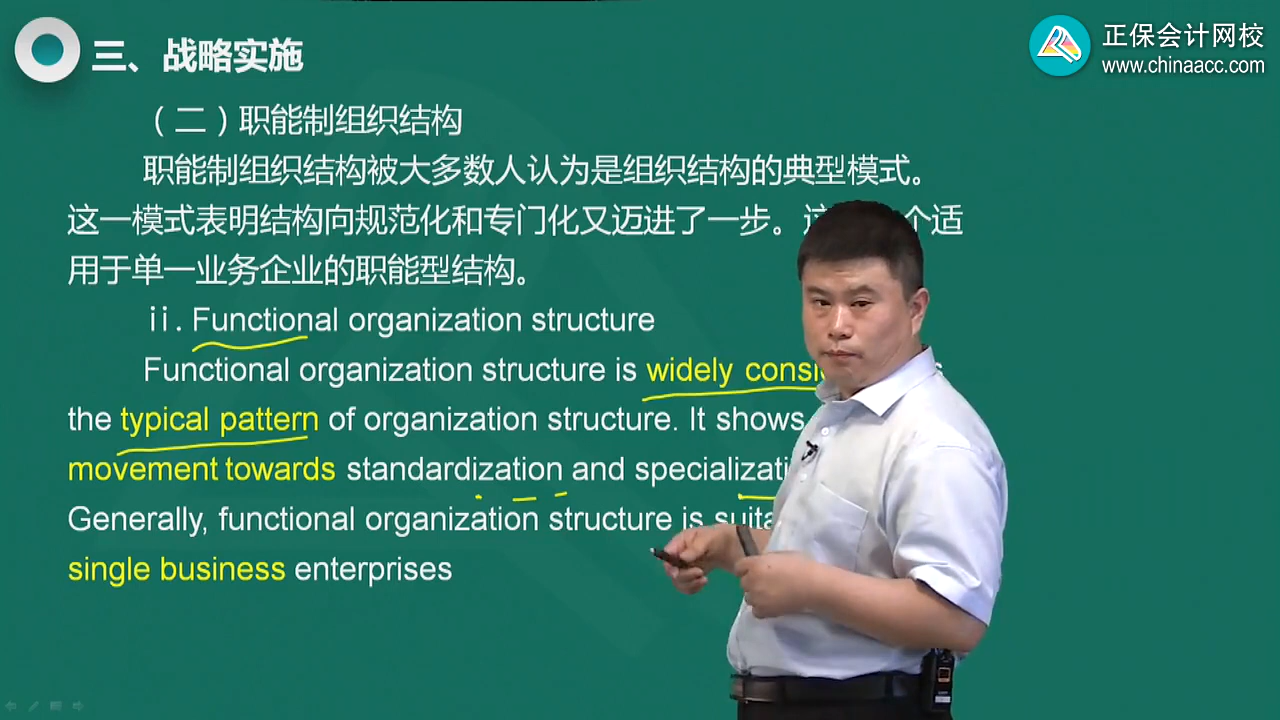 三、战略实施
正保会计网校
www.chinaacc.com
（二）职能制组织结构
职能制组织结构被大多数人认为是组织结构的典型模式。
这一模式表明结构向规范化和专门化又迈进了一步。这 个适
用于单一业务企业的职能型结构。
ii. Functional organization structure
Functional organization structure is widely
the typical pattern of organization structure. It shows
movement towards standardization and
Generally, functional organization structure is
single business enterprises